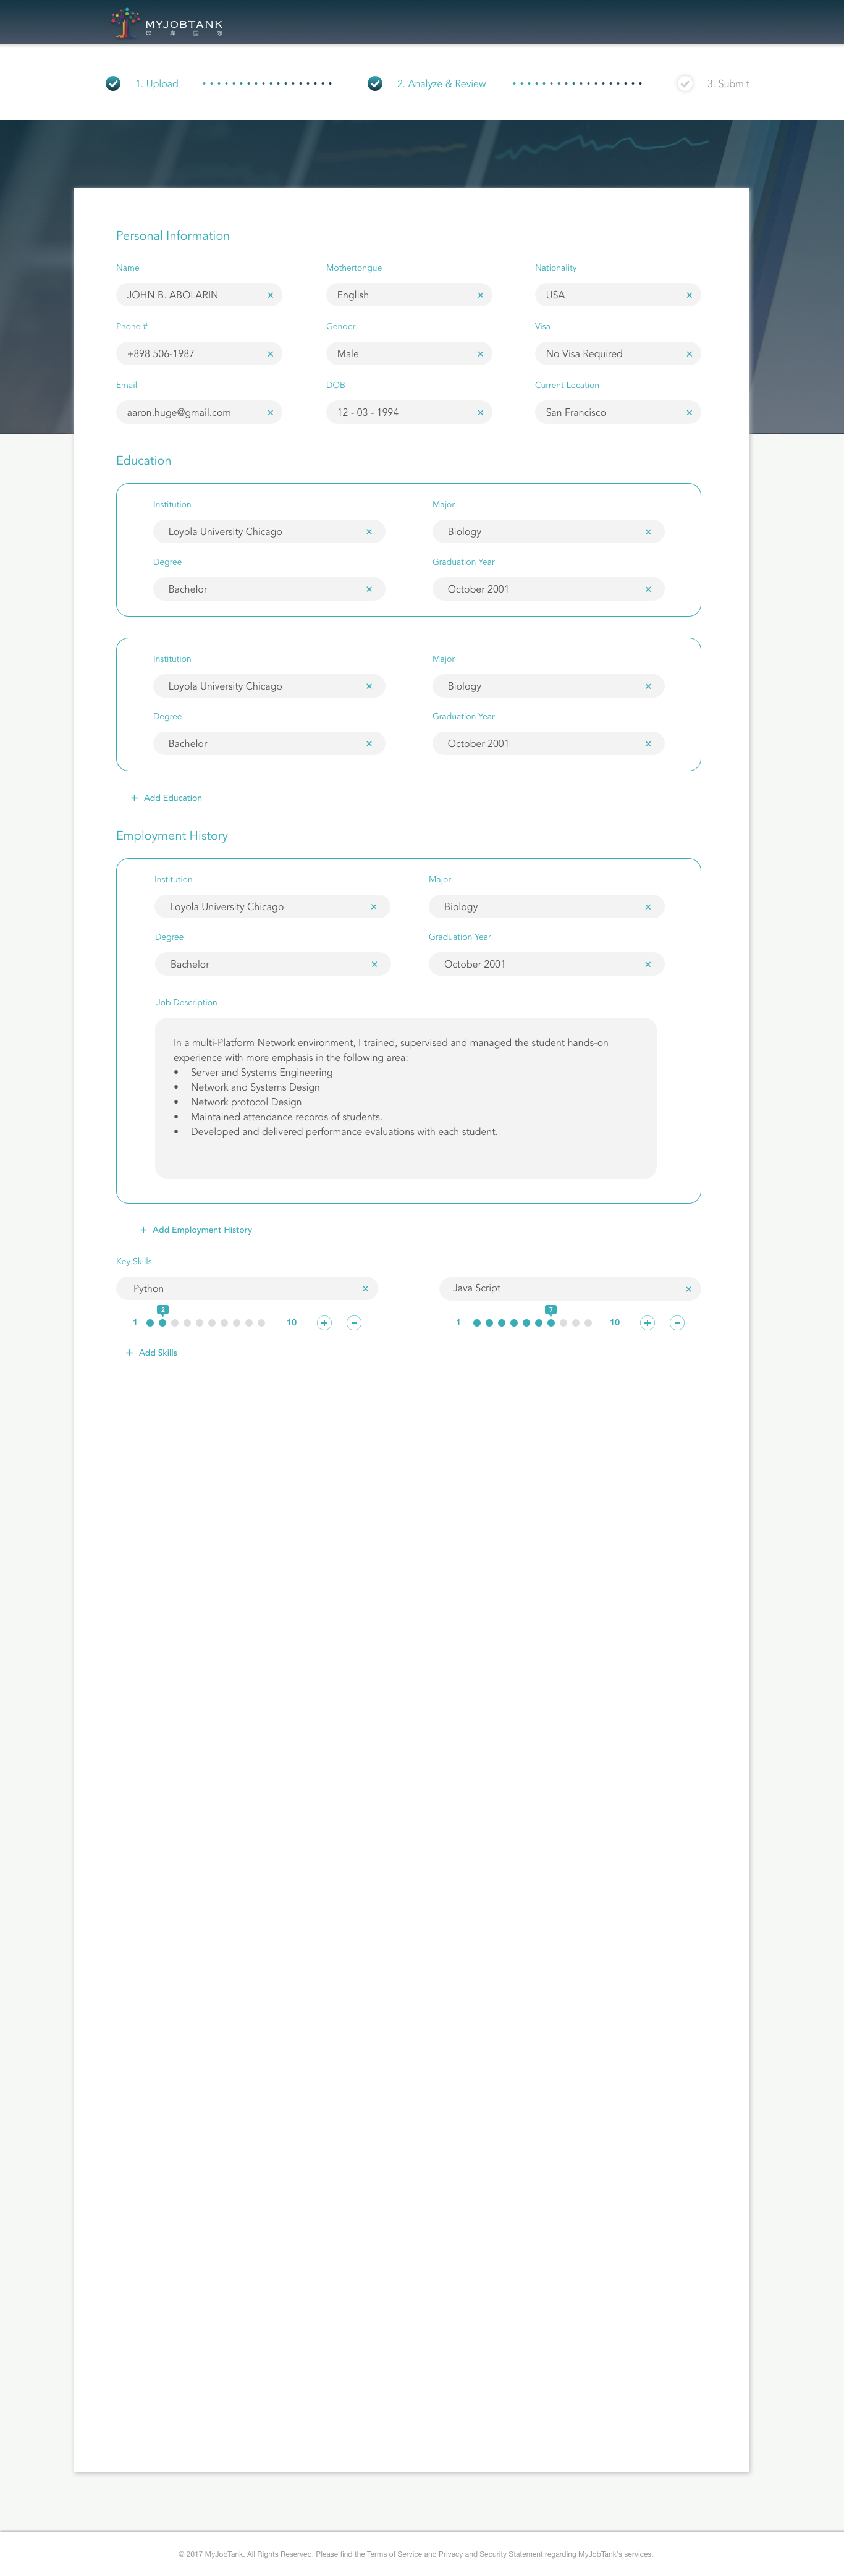 MYJOBTANK
职 库 国 际
1. Upload
2. Analyze & Review
3. Submit
Personal Information
Name
Mothertongue
Nationality
JOHN B. ABOLARIN
English
USA
Phone #
Gender
Visa
+898 506-1987
Male
No Visa Required
Email
DOB
Current Location
aaron.huge@gmail.com
12 - 03 - 1994
San Francisco
Education
Institution
Major
Loyola University Chicago
Biology
Degree
Graduation Year
Bachelor
October 2001
Institution
Major
Loyola University Chicago
Biology
Degree
Graduation Year
Bachelor
October 2001
+ Add Education
Employment History
Institution
Major
Loyola University Chicago
Biology
Degree
Graduation Year
Bachelor
October 2001
Job Description
In a multi-Platform Network environment, I trained, supervised and managed the student hands-on
experience with more emphasis in the following area:
• Server and Systems Engineering
• Network and Systems Design
• Network protocol Design
• Maintained attendance records of students.
• Developed and delivered performance evaluations with each student.
+ Add Employment History
Key Skills
Python
Java Script
2
7
1
10
1
10
+ Add Skills
© 2017 MyJobTank. All Rights Reserved. Please find the Terms of Service and Privacy and Security Statement regarding MyJobTank's services.